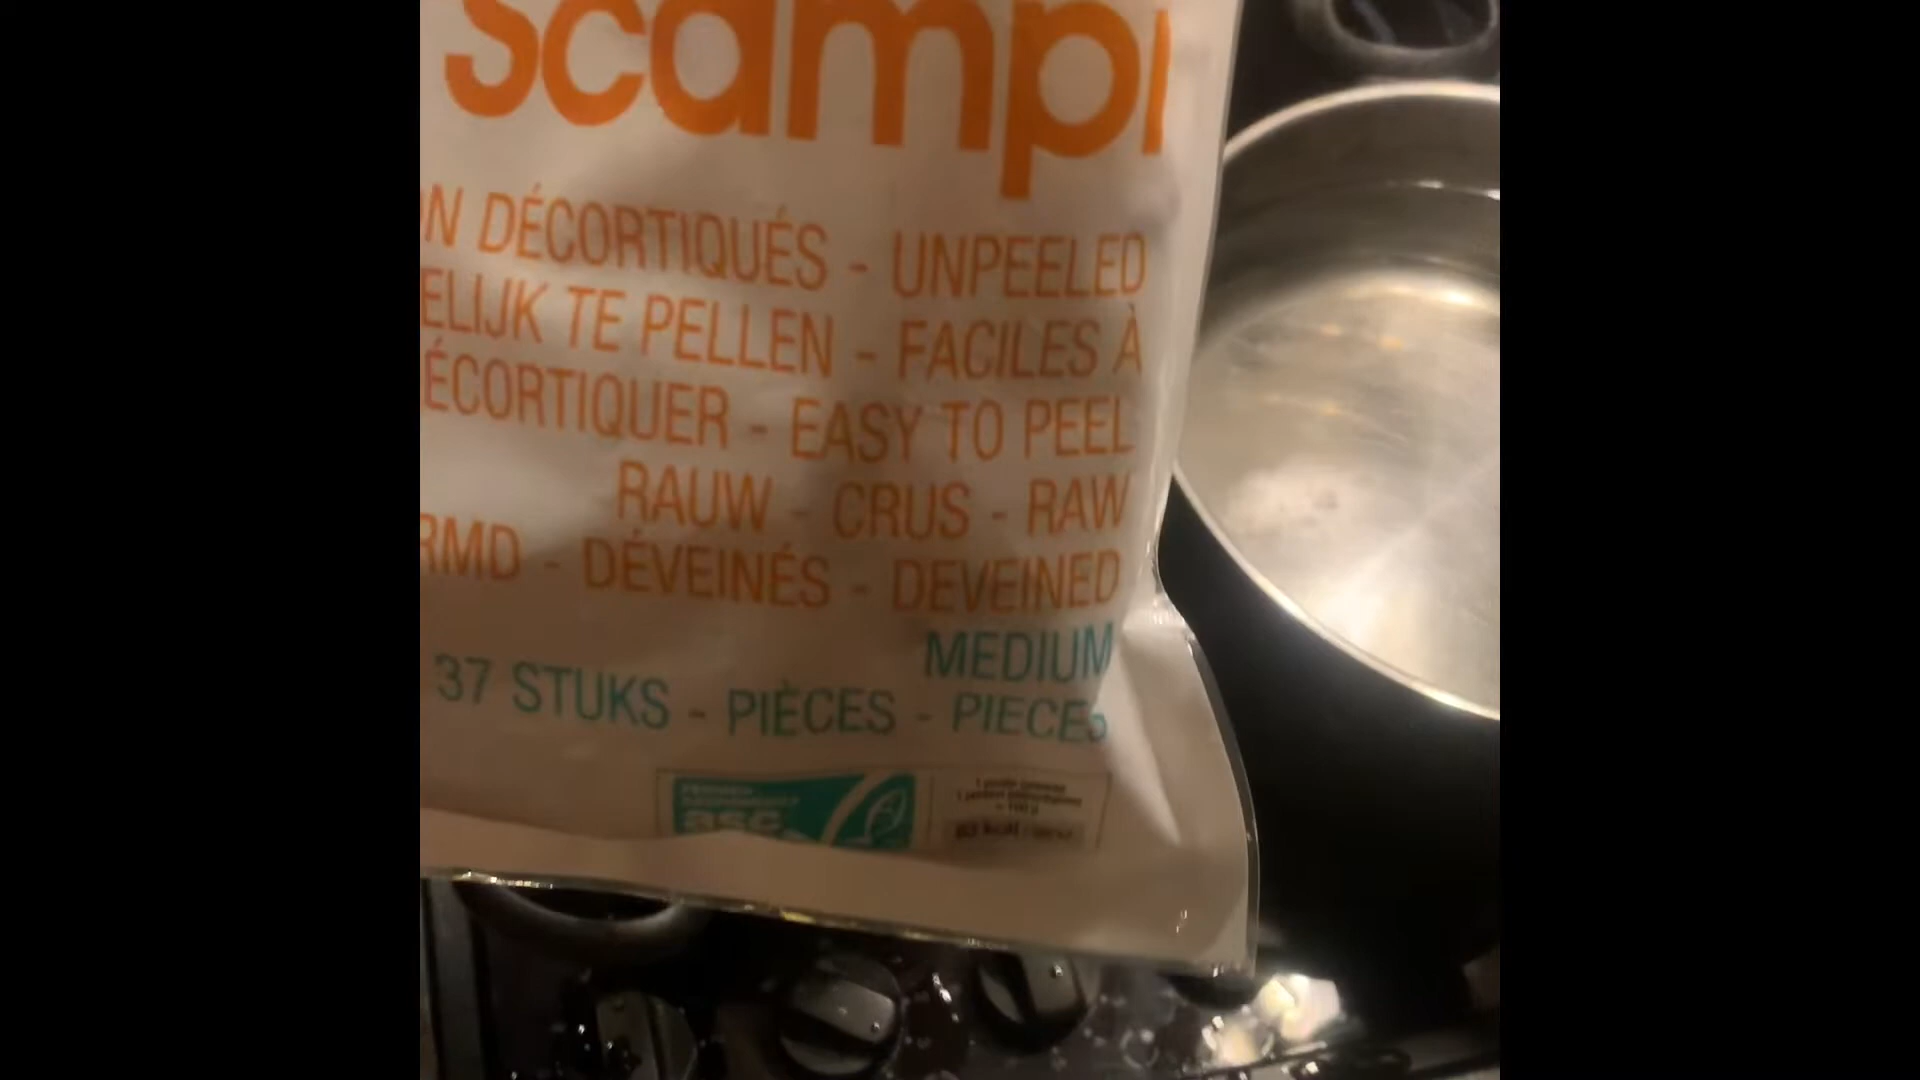 scampi
N DÉCORTIQUÉS - UNPEELED
ELIJK TE PELLEN - FACILES À
ÉCORTIQUER - EASY TO PEEL
RAUW - CRUS - RAW
RMD - DÉVEINÉS - DEVEINED
MEDIUM
37 STUKS - PIÈCES - PIECES
asc